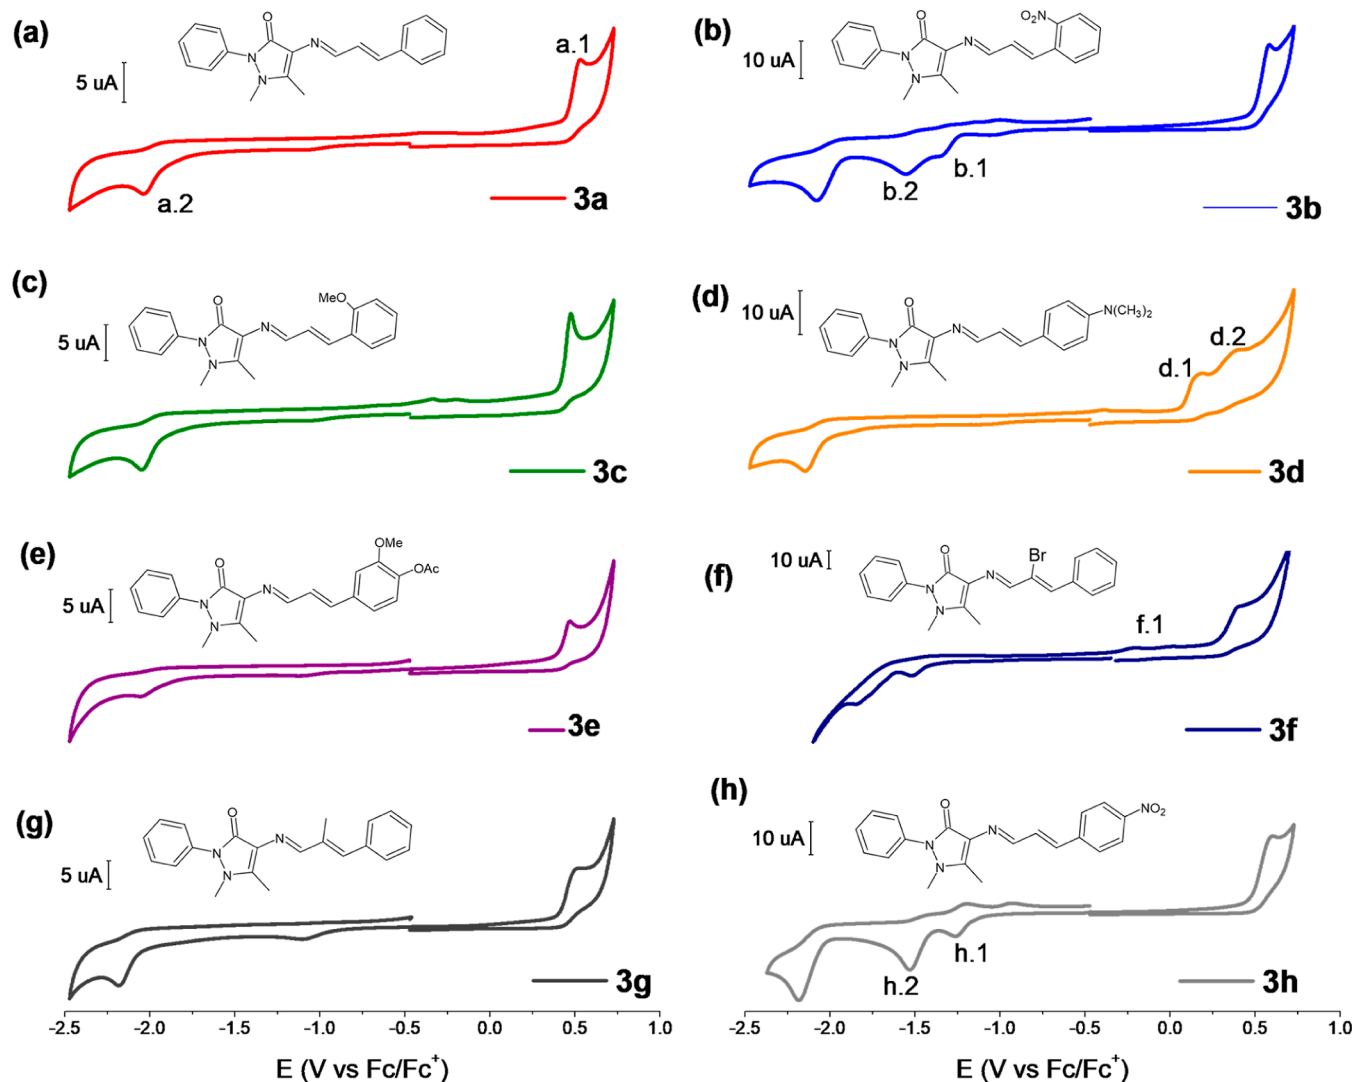 (a)
O
N
N
N
a.1
5 uA
a.2
3a
(b)
O2N
O
N
N
N
10 uA
b.1
b.2
3b
(c)
MeO
O
N
N
N
5 uA
3c
(d)
10 uA
O
N
N
N
N(CH3)2
d.2
d.1
3d
(e)
OMe
O
N
OAc
N
N
5 uA
3e
(f)
10 uA
O
Br
N
N
N
f.1
3f
(g)
O
N
N
N
5 uA
3g
(h)
10 uA
O
N
NO2
N
N
h.1
h.2
3h
-2.5 -2.0 -1.5 -1.0 -0.5 0.0 0.5 1.0
E (V vs Fc/Fc+)
-2.5 -2.0 -1.5 -1.0 -0.5 0.0 0.5 1.0
E (V vs Fc/Fc+)